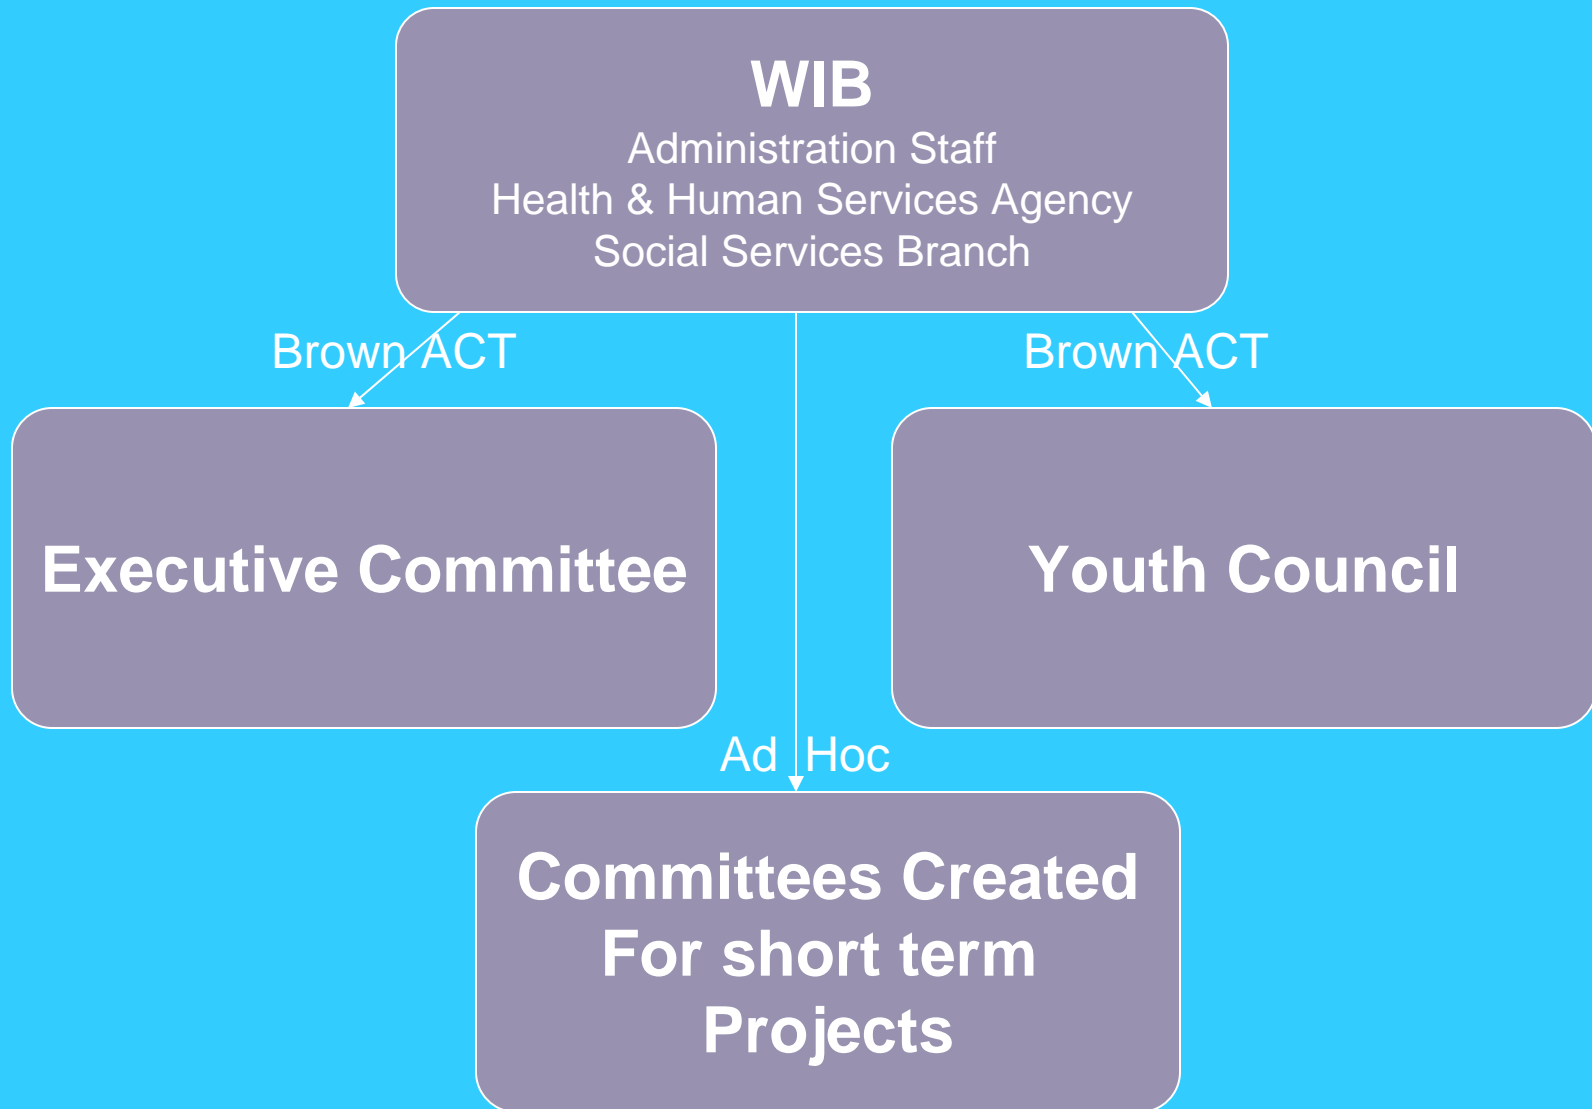 WIB
Administration Staff
Health & Human Services Agency
Social Services Branch
Brown ACT
Brown ACT
Executive Committee
Youth Council
Ad Hoc
Committees Created
For short term
Projects